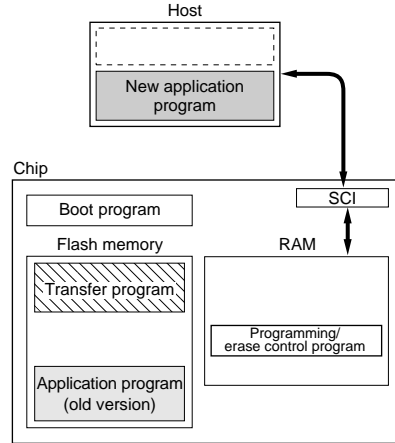 Host
New application
program
Chip
SCI
Boot program
Flash memory
RAM
Transfer program
Programming/
erase control program
Application program
(old version)